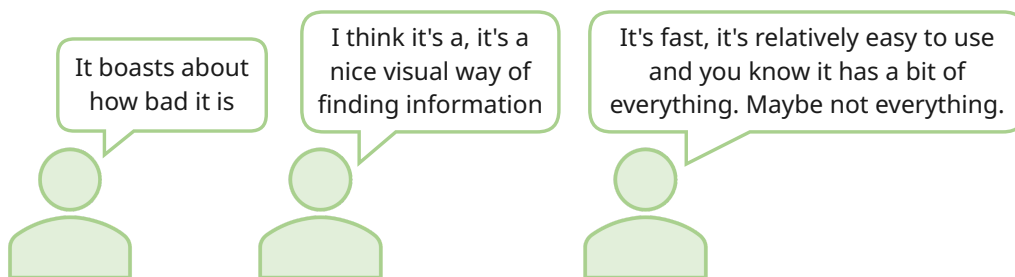 It boasts about
how bad it is
I think it's a, it's a
nice visual way of
finding information
It's fast, it's relatively easy to use
and you know it has a bit of
everything. Maybe not everything.